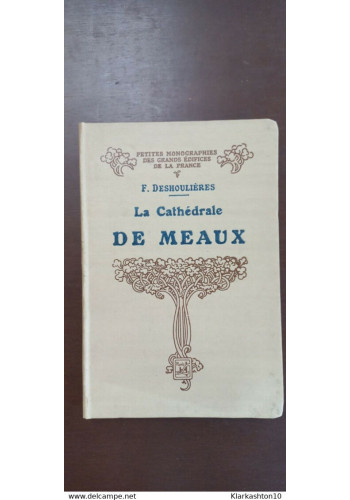 PETITES MONOGRAPHIES
DES GRANDS ÉDIFICES
DE LA FRANCE
F. DESHOULIÈRES
La Cathédrale
DE MEAUX
www.delcampe.net
Klarkashton10